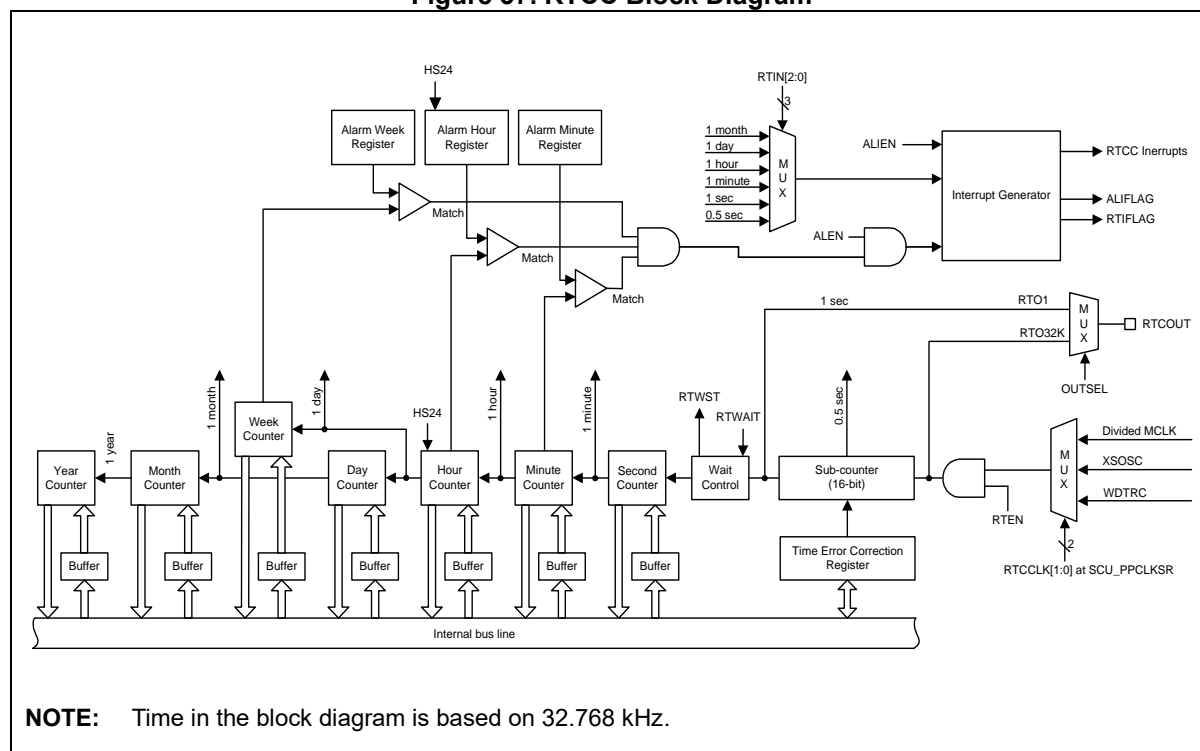 Figure 37. RTCC Block Diagram
HS24
RTIN[2:0]
3
Alarm Week
Register
Alarm Hour
Register
Alarm Minute
Register
1 month
1 day
1 hour
1 minute
1 sec
0.5 sec
MUX
ALIEN
Interrupt Generator
RTCC Inerrupts
ALIFLAG
RTIFLAG
Match
Match
Match
ALEN
1 sec
RTO1
RTO32K
MUX
RTCOUT
OUTSEL
1 year
1 month
1 day
1 hour
1 minute
0.5 sec
HS24
RTWST
RTWAIT
Year
Counter
Month
Counter
Week
Counter
Day
Counter
Hour
Counter
Minute
Counter
Second
Counter
Wait
Control
Sub-counter
(16-bit)
RTEN
MUX
Divided MCLK
XSOSC
WDTRC
2
RTCCLK[1:0] at SCU_PPCLKSR
Time Error Correction
Register
Buffer
Buffer
Buffer
Buffer
Buffer
Buffer
Buffer
Internal bus line
NOTE: Time in the block diagram is based on 32.768 kHz.